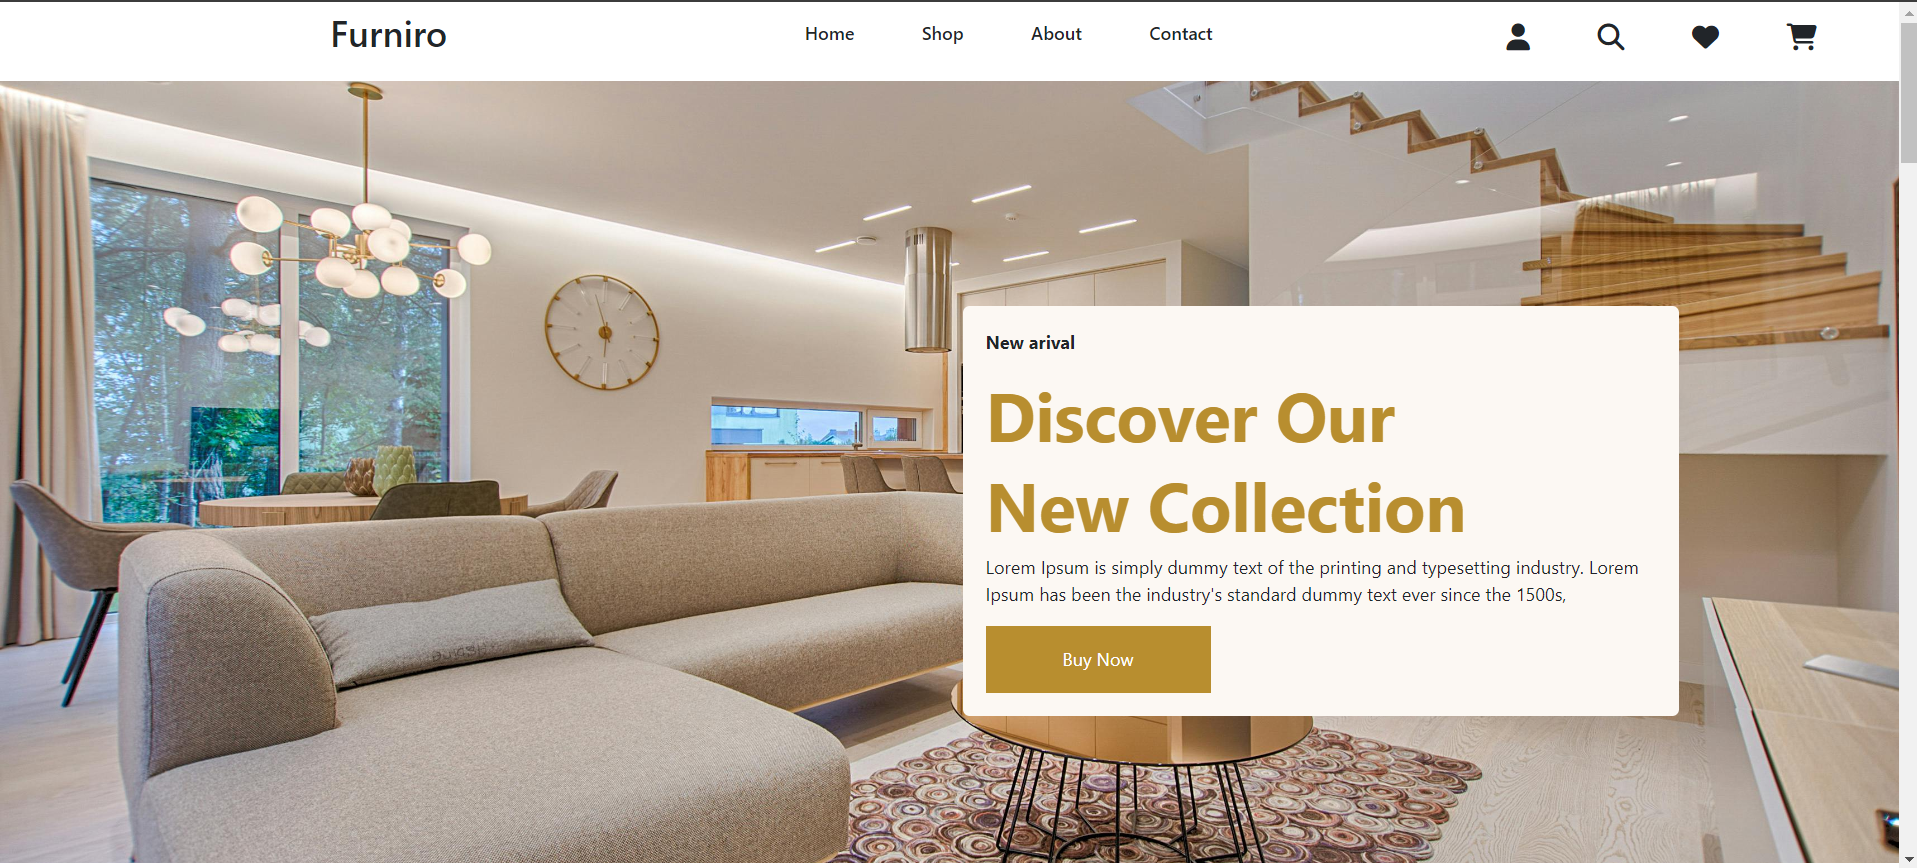 Furniro
Home Shop About Contact
New arival
Discover Our
New Collection
Lorem Ipsum is simply dummy text of the printing and typesetting industry. Lorem
Ipsum has been the industry's standard dummy text ever since the 1500s,
Buy Now